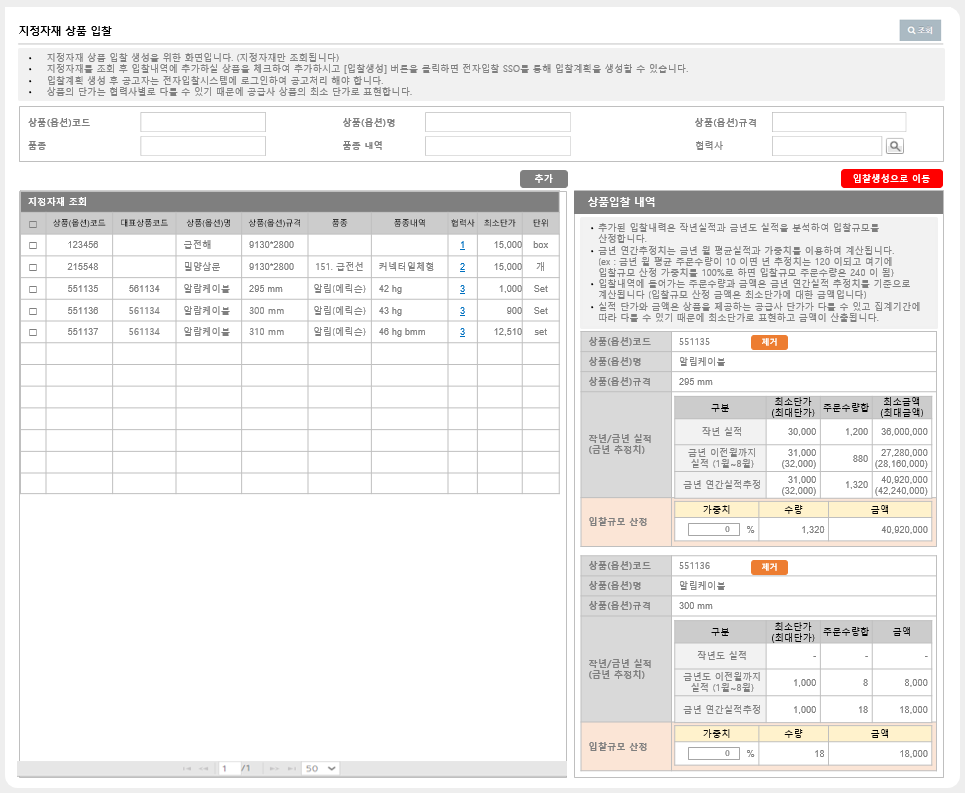 지정자재 상품 입찰
조회
• 지정자재 상품 입찰 생성을 위한 화면입니다. (지정자재만 조회됩니다)
• 지정자재를 조회 후 입찰내역에 추가하실 상품을 체크하여 추가하시고 [입찰생성] 버튼을 클릭하면 전자입찰 SSO를 통해 입찰계획을 생성할 수 있습니다.
• 입찰계획 생성 후 공고자는 전자입찰시스템에 로그인하여 공고처리 해야 합니다.
• 상품의 단가는 협력사별로 다를 수 있기 때문에 공급사 상품의 최소 단가로 표현합니다.
상품(옵션)코드 상품(옵션)명 상품(옵션)규격
품종 품종 내역 협력사
추가 입찰생성으로 이동
지정자재 조회
상품(옵션)코드 대표상품코드 상품(옵션)명 상품(옵션)규격 품종 품종내역 협력사 최소단가 단위
123456 급전해 9130*2800 1 15,000 box
215548 밀양삼문 9130*2800 151. 급전선 커넥터일체형 2 15,000 개
551135 561134 알람케이블 295 mm 알림(에릭슨) 42 hg 3 1,000 Set
551136 561134 알람케이블 300 mm 알림(에릭슨) 43 hg 3 900 Set
551137 561134 알람케이블 310 mm 알림(에릭슨) 46 hg bmm 3 12,510 set
1 /1 50
상품입찰 내역
• 추가된 입찰내력은 작년실적과 금년도 실적을 분석하여 입찰규모를
산정합니다.
• 금년 연간추정치는 금년 월 평균실적과 가중치를 이용하여 계산됩니다.
(ex : 금년 월 평균 주문수량이 10 이면 년 추정치는 120 이되고 여기에
입찰규모 산정 가중치를 100%로 하면 입찰규모 주문수량은 240 이 됨)
• 입찰내역에 들어가는 주문수량과 금액은 금년 연간실적 추정치를 기준으로
계산됩니다 (입찰규모 산정 금액은 최소단가에 대한 금액입니다)
• 실적 단가와 금액은 상품을 제공하는 공급사 단가가 다를 수 있고 집계기간에
따라 다를 수 있기 때문에 최소단가로 표현하고 금액이 산출됩니다.
상품(옵션)코드 551135 제거
상품(옵션)명 알림케이블
상품(옵션)규격 295 mm
작년/금년 실적
(금년 추정치)
구분 최소단가
(최대단가) 주문수량합 최소금액
(최대금액)
작년 실적 30,000 1,200 36,000,000
금년 이전월까지
실적 (1월~8월) 31,000
(32,000) 880 27,280,000
(28,160,000)
금년 연간실적추정 31,000
(32,000) 1,320 40,920,000
(42,240,000)
입찰규모 산정
가중치 수량 금액
0 % 1,320 40,920,000
상품(옵션)코드 551136 제거
상품(옵션)명 알림케이블
상품(옵션)규격 300 mm
작년/금년 실적
(금년 추정치)
구분 최소단가
(최대단가) 주문수량합 금액
작년도 실적 - - -
금년도 이전월까지
실적 (1월~8월) 1,000 8 8,000
금년 연간실적추정 1,000 18 18,000
입찰규모 산정
가중치 수량 금액
0 % 18 18,000